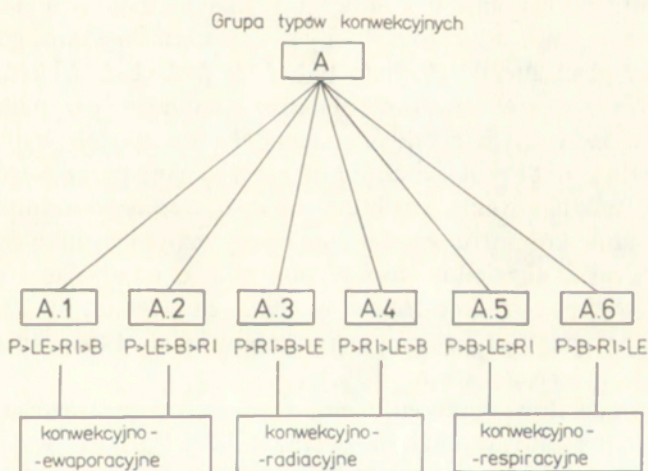 Grupa typów konwekcyjnych
A
A.1 A.2 A.3 A.4 A.5 A.6
P>LE>RI>B P>LE>B>RI P>RI>B>LE P>RI>LE>B P>B>LE>RI P>B>RI>LE
konwekcyjno- konwekcyjno- konwekcyjno-
-ewaporacyjne -radiacyjne -respiracyjne